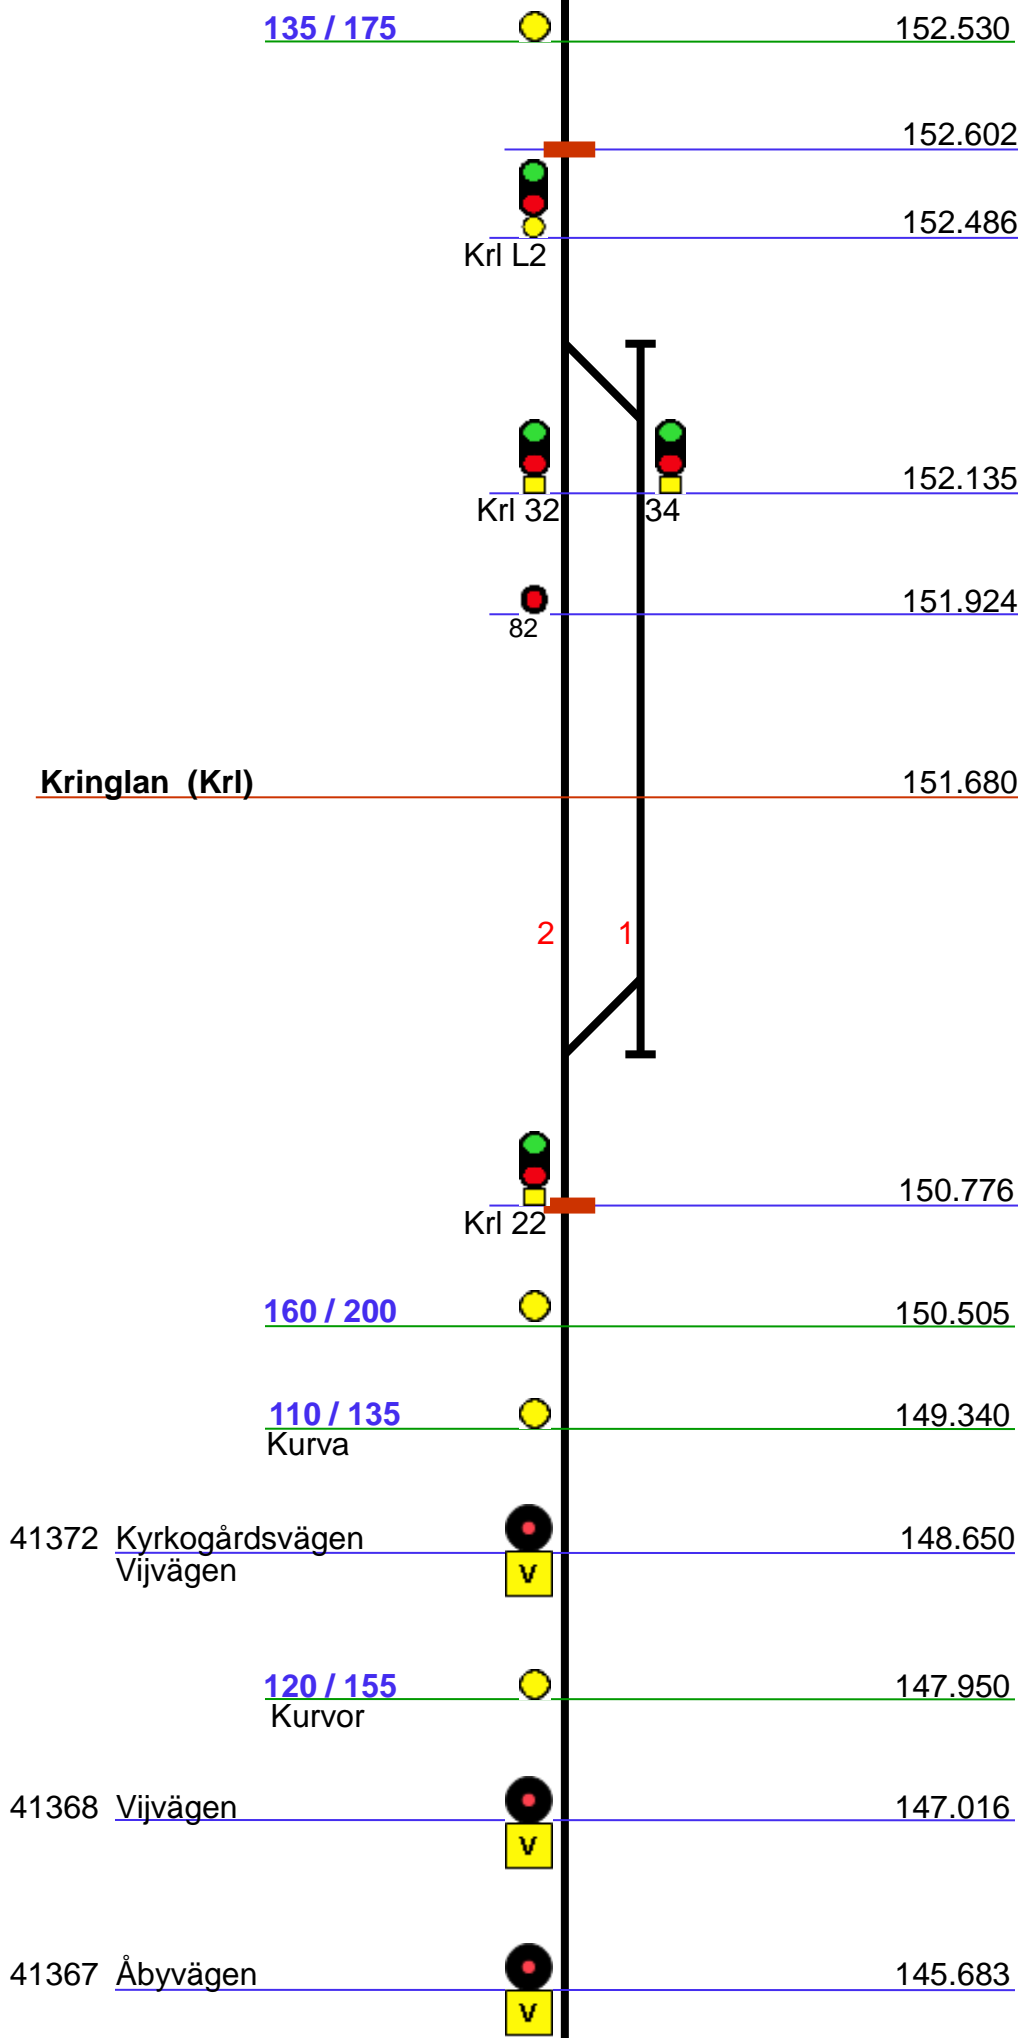 135 / 175 152.530
152.602
152.486
Krl L2
152.135
Krl 32 34
151.924
82
Kringlan (Krl) 151.680
2 1
150.776
Krl 22
160 / 200 150.505
110 / 135 149.340
Kurva
41372 Kyrkogårdsvägen 148.650
Vijvägen V
120 / 155 147.950
Kurvor
41368 Vijvägen 147.016
V
41367 Åbyvägen 145.683
V